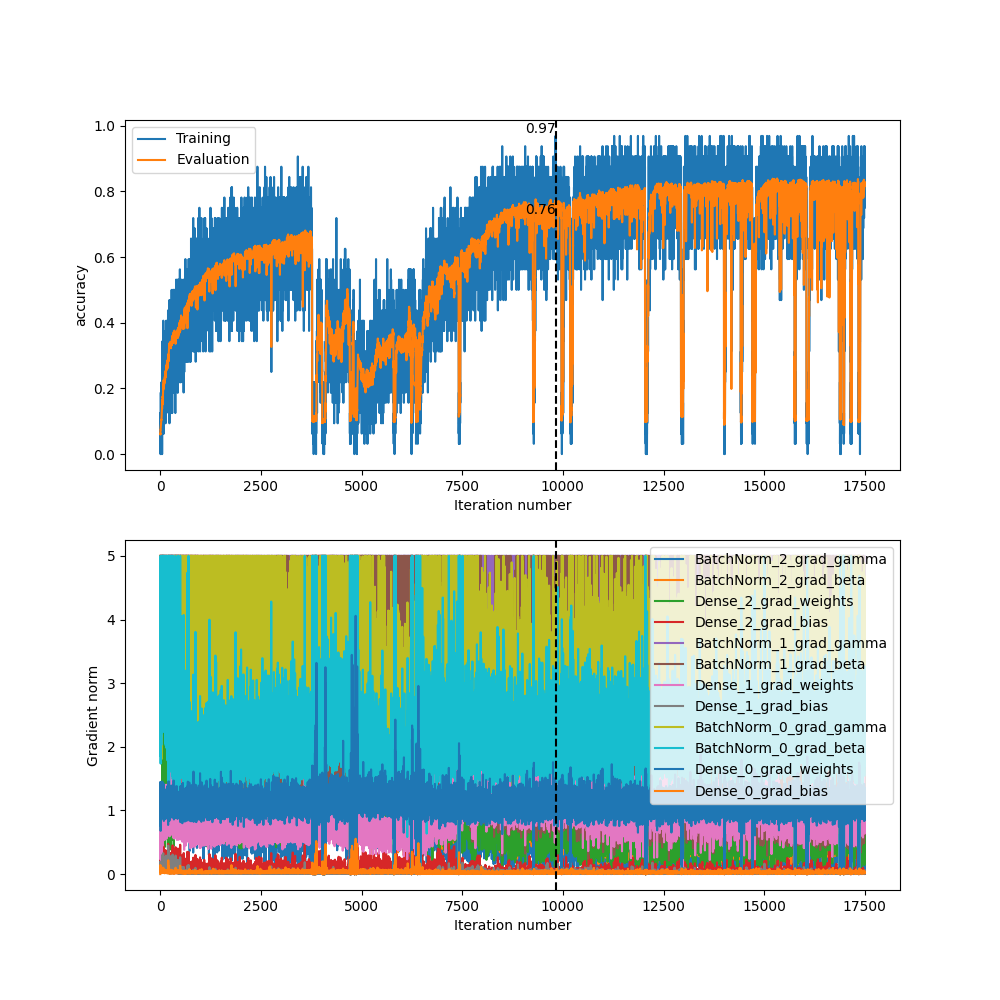 1.0
0.8
0.6
0.4
0.2
0.0
accuracy
Training
Evaluation
0.97
0.76
0 2500 5000 7500 10000 12500 15000 17500
Iteration number
5
4
3
2
1
0
Gradient norm
BatchNorm_2_grad_gamma
BatchNorm_2_grad_beta
Dense_2_grad_weights
Dense_2_grad_bias
BatchNorm_1_grad_gamma
BatchNorm_1_grad_beta
Dense_1_grad_weights
Dense_1_grad_bias
BatchNorm_0_grad_gamma
BatchNorm_0_grad_beta
Dense_0_grad_weights
Dense_0_grad_bias
0 2500 5000 7500 10000 12500 15000 17500
Iteration number